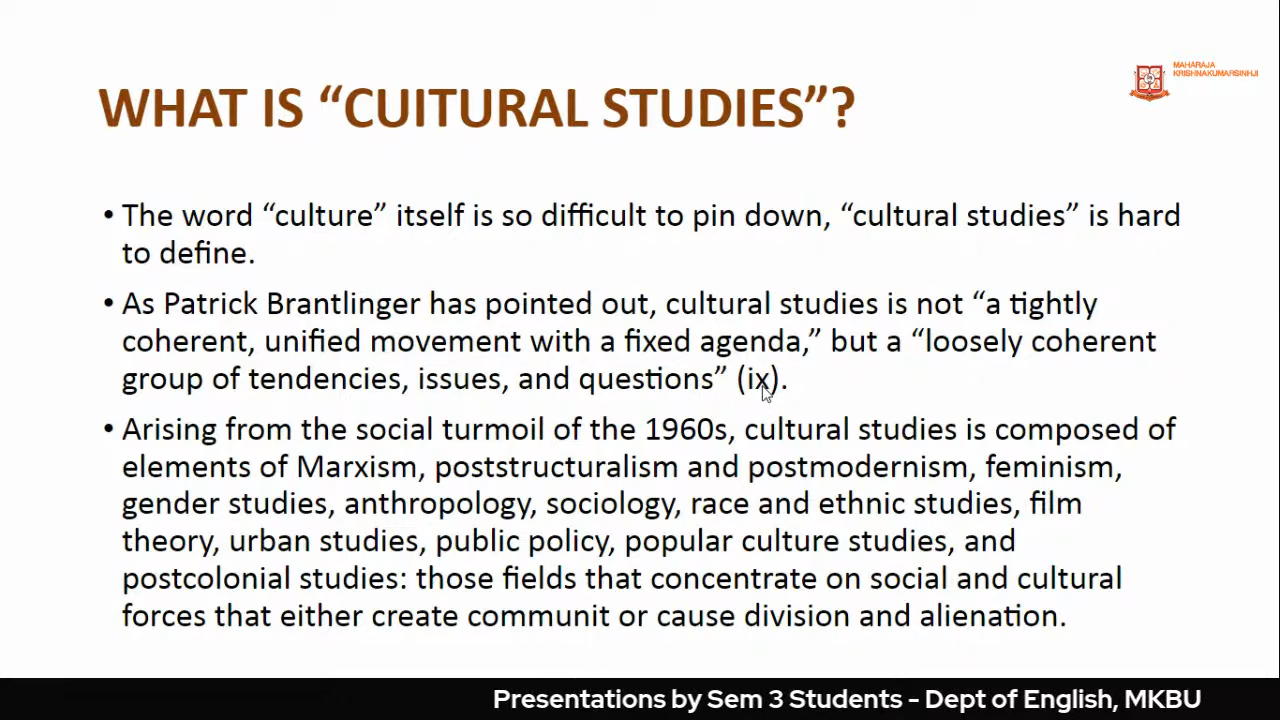 MAHARAJA
KRISHNAKUMARSINHJI
WHAT IS “CUITURAL STUDIES”?
• The word “culture” itself is so difficult to pin down, “cultural studies” is hard
to define.
• As Patrick Brantlinger has pointed out, cultural studies is not “a tightly
coherent, unified movement with a fixed agenda,” but a “loosely coherent
group of tendencies, issues, and questions” (ix).
• Arising from the social turmoil of the 1960s, cultural studies is composed of
elements of Marxism, poststructuralism and postmodernism, feminism,
gender studies, anthropology, sociology, race and ethnic studies, film
theory, urban studies, public policy, popular culture studies, and
postcolonial studies: those fields that concentrate on social and cultural
forces that either create communit or cause division and alienation.
Presentations by Sem 3 Students - Dept of English, MKBU